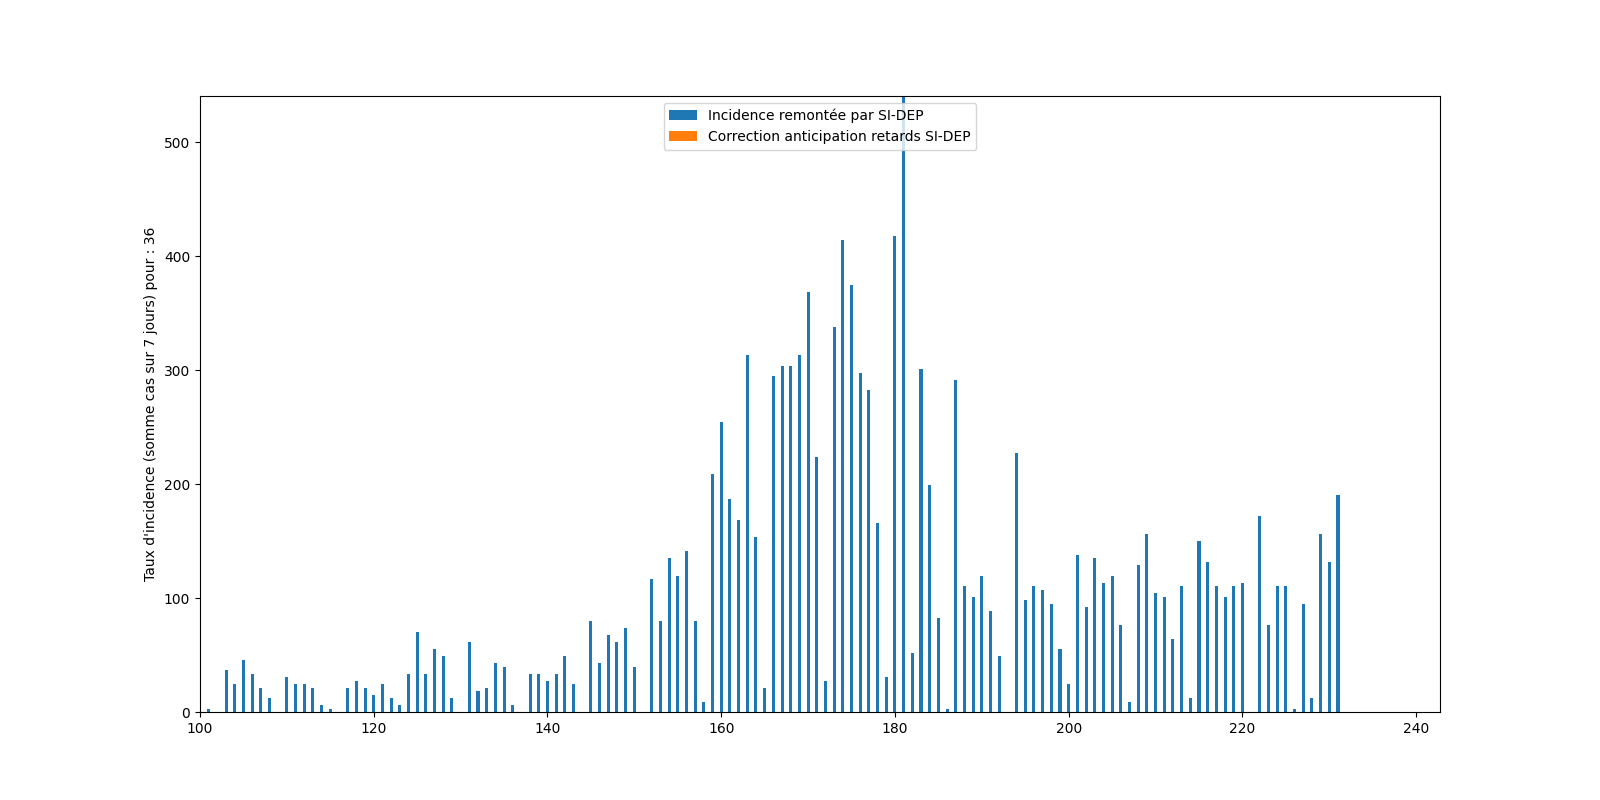 Incidence remontée par SI-DEP
Correction anticipation retards SI-DEP
Taux d'incidence (somme cas sur 7 jours) pour : 36
500
400
300
200
100
0
100 120 140 160 180 200 220 240